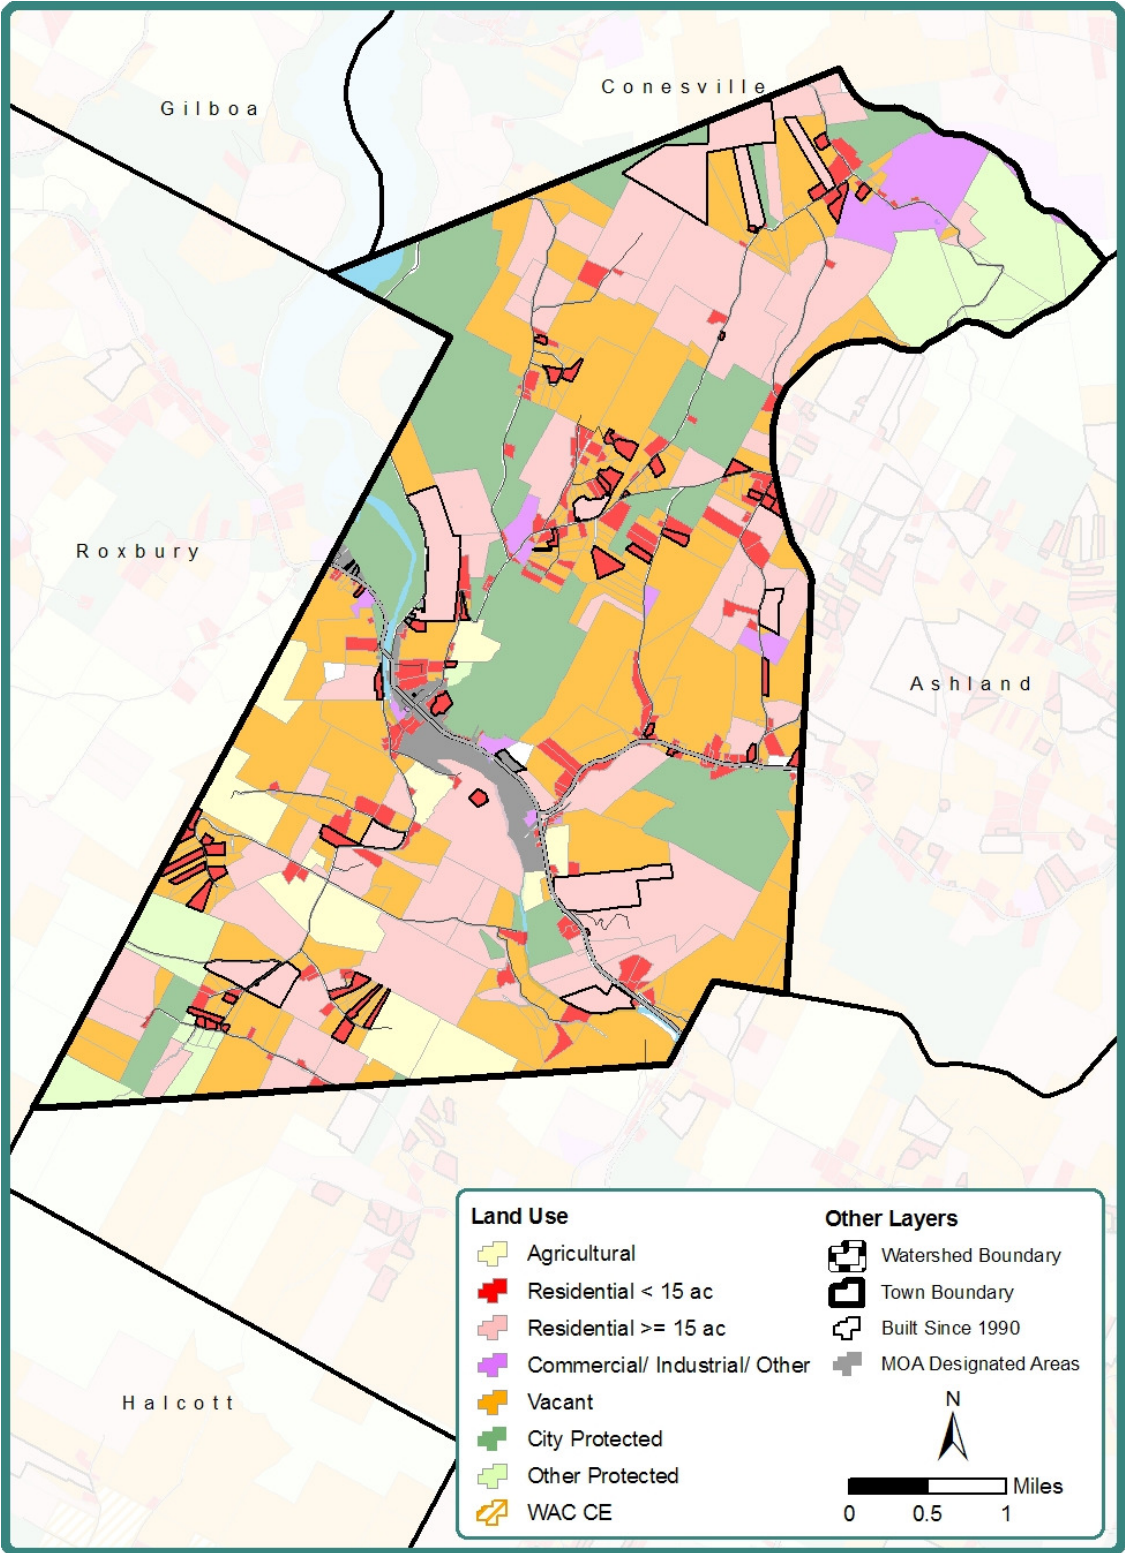 Conesville
Gilboa
Roxbury
Ashland
Halcott
Land Use
Agricultural
Residential < 15 ac
Residential >= 15 ac
Commercial/ Industrial/ Other
Vacant
City Protected
Other Protected
WAC CE
Other Layers
Watershed Boundary
Town Boundary
Built Since 1990
MOA Designated Areas
N
Miles
0 0.5 1